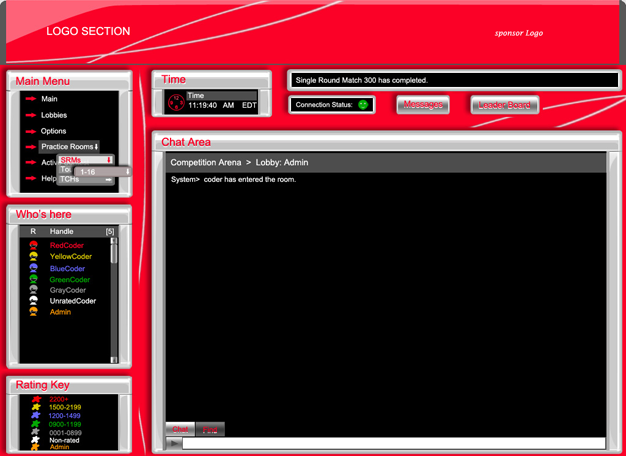 LOGO SECTION
sponsor Logo
Main Menu
Main
Lobbies
Options
Practice Rooms
SRMs
1-16
TCHs
Help
Time
Time
11:19:40 AM EDT
Single Round Match 300 has completed.
Connection Status:
Messages
Leader Board
Chat Area
Competition Arena > Lobby: Admin
System> coder has entered the room.
Who's here
R Handle [5]
RedCoder
YellowCoder
BlueCoder
GreenCoder
GrayCoder
UnratedCoder
Admin
Rating Key
2200+
1500-2199
1200-1499
0900-1199
0001-0899
Non-rated
Admin
Chat Find